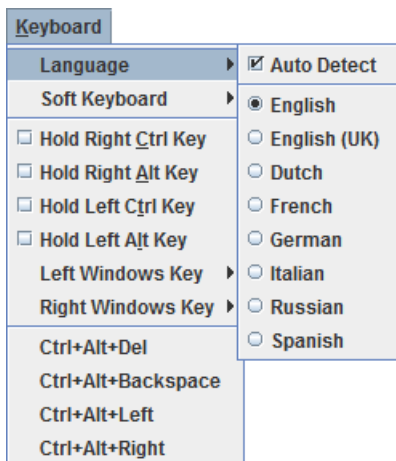 Keyboard
Language
Soft Keyboard
Hold Right Ctrl Key
Hold Right Alt Key
Hold Left Ctrl Key
Hold Left Alt Key
Left Windows Key
Right Windows Key
Ctrl+Alt+Del
Ctrl+Alt+Backspace
Ctrl+Alt+Left
Ctrl+Alt+Right
Auto Detect
English
English (UK)
Dutch
French
German
Italian
Russian
Spanish